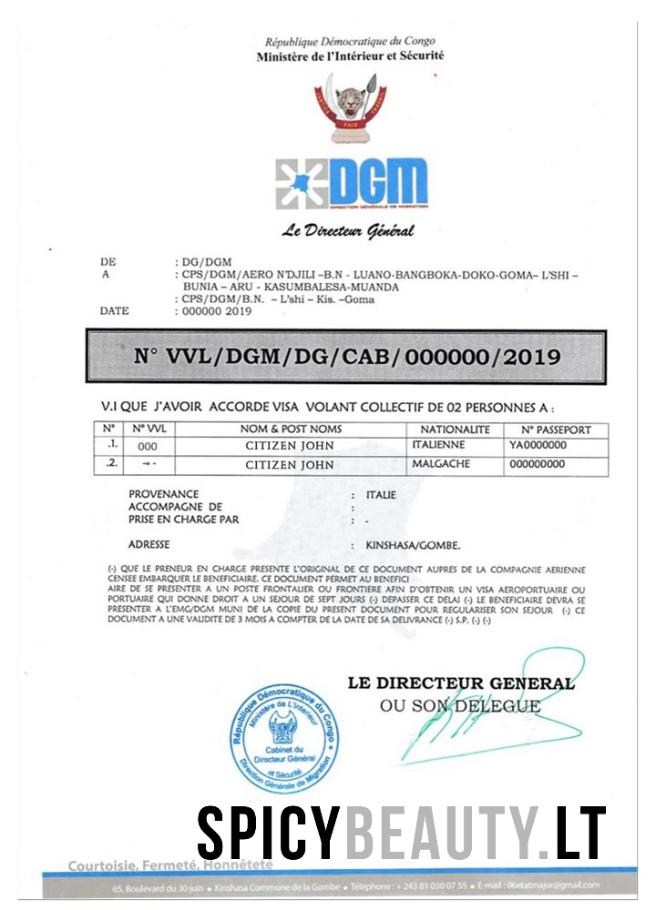 République Démocratique du Congo
Ministère de l'Intérieur et Sécurité
JUSTICE PAIX TRAVAIL
DGM
DIRECTION GÉNÉRALE DE MIGRATION
Le Directeur Général
DE : DG/DGM
A : CPS/DGM/AERO N'DJILI –B.N - LUANO-BANGBOKA-DOKO-GOMA– L'SHI –
BUNIA – ARU - KASUMBALESA-MUANDA
: CPS/DGM/B.N. – L'shi – Kis. –Goma
DATE : 000000 2019
N° VVL/DGM/DG/CAB/000000/2019
V.I QUE J'AVOIR ACCORDE VISA VOLANT COLLECTIF DE 02 PERSONNES A :
N° N° VVL NOM & POST NOMS NATIONALITE N° PASSEPORT
.1. 000 CITIZEN JOHN ITALIENNE YA0000000
.2. -- - CITIZEN JOHN MALGACHE 000000000
PROVENANCE : ITALIE
ACCOMPAGNE DE :
PRISE EN CHARGE PAR : -
ADRESSE : KINSHASA/GOMBE.
(-) QUE LE PRENEUR EN CHARGE PRESENTE L'ORIGINAL DE CE DOCUMENT AUPRES DE LA COMPAGNIE AERIENNE
CENSEE EMBARQUER LE BENEFICIAIRE. CE DOCUMENT PERMET AU BENEFICI
AIRE DE SE PRESENTER A UN POSTE FRONTALIER OU FRONTIERE AFIN D'OBTENIR UN VISA AEROPORTUAIRE OU
PORTUAIRE QUI DONNE DROIT A UN SEJOUR DE SEPT JOURS (-) DEPASSER CE DELAI (-) LE BENEFICIAIRE DEVRA SE
PRESENTER A L'EMG/DGM MUNI DE LA COPIE DU PRESENT DOCUMENT POUR REGULARISER SON SEJOUR (-) CE
DOCUMENT A UNE VALIDITE DE 3 MOIS A COMPTER DE LA DATE DE SA DELIVRANCE (-) S.P. (-) (-)
LE DIRECTEUR GENERAL
OU SON DELEGUE
République Démocratique du Congo
Ministère de L'Intérieur
Cabinet du
Directeur Général
et Sécurité
Direction Générale de Migration
SPICYBEAUTY.LT
Courtoisie, Fermeté, Honnêteté
65, Boulevard du 30 juin • Kinshasa Commune de la Gombe • Téléphone : + 243 81 030 07 55 • E-mail : 06etatmajor@gmail.com